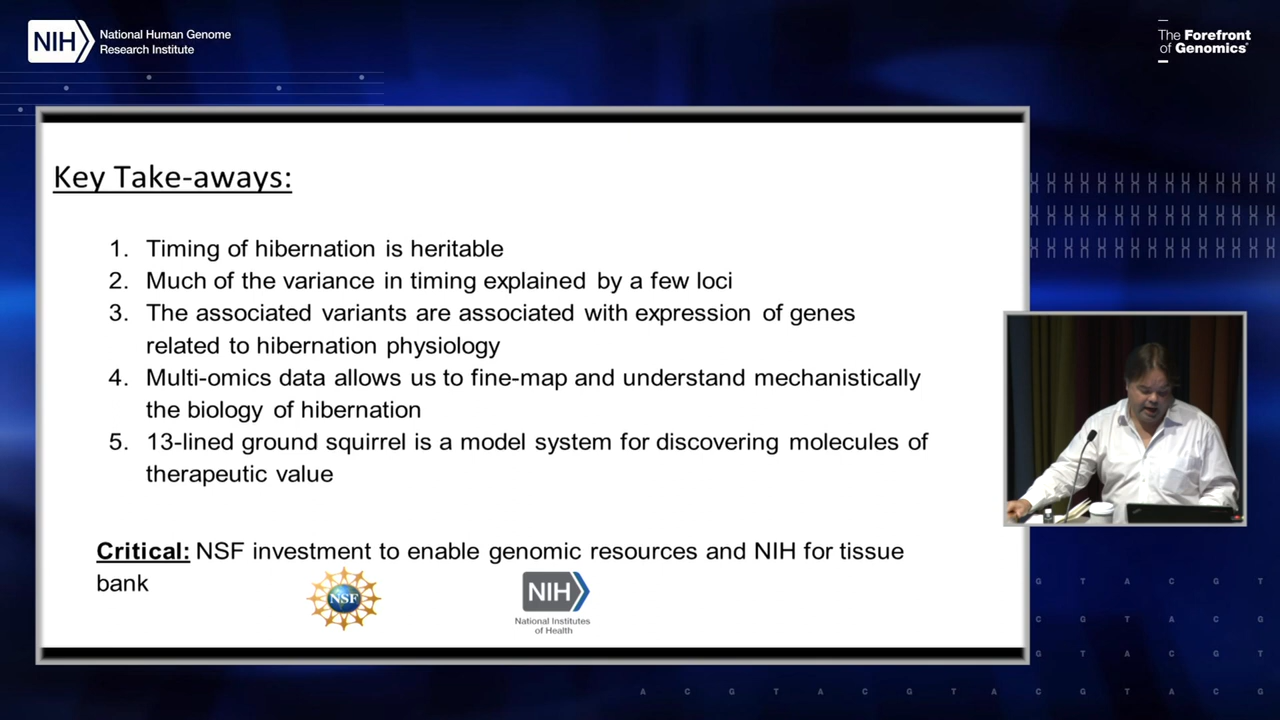 NIH National Human Genome
Research Institute
The Forefront
of Genomics®
Key Take-aways:
1. Timing of hibernation is heritable
2. Much of the variance in timing explained by a few loci
3. The associated variants are associated with expression of genes
related to hibernation physiology
4. Multi-omics data allows us to fine-map and understand mechanistically
the biology of hibernation
5. 13-lined ground squirrel is a model system for discovering molecules of
therapeutic value
Critical: NSF investment to enable genomic resources and NIH for tissue
bank
NSF
NIH
National Institutes
of Health
G T A C G T
C G T A C G
G T A C G T
A C G T A C G T A C G T A C G